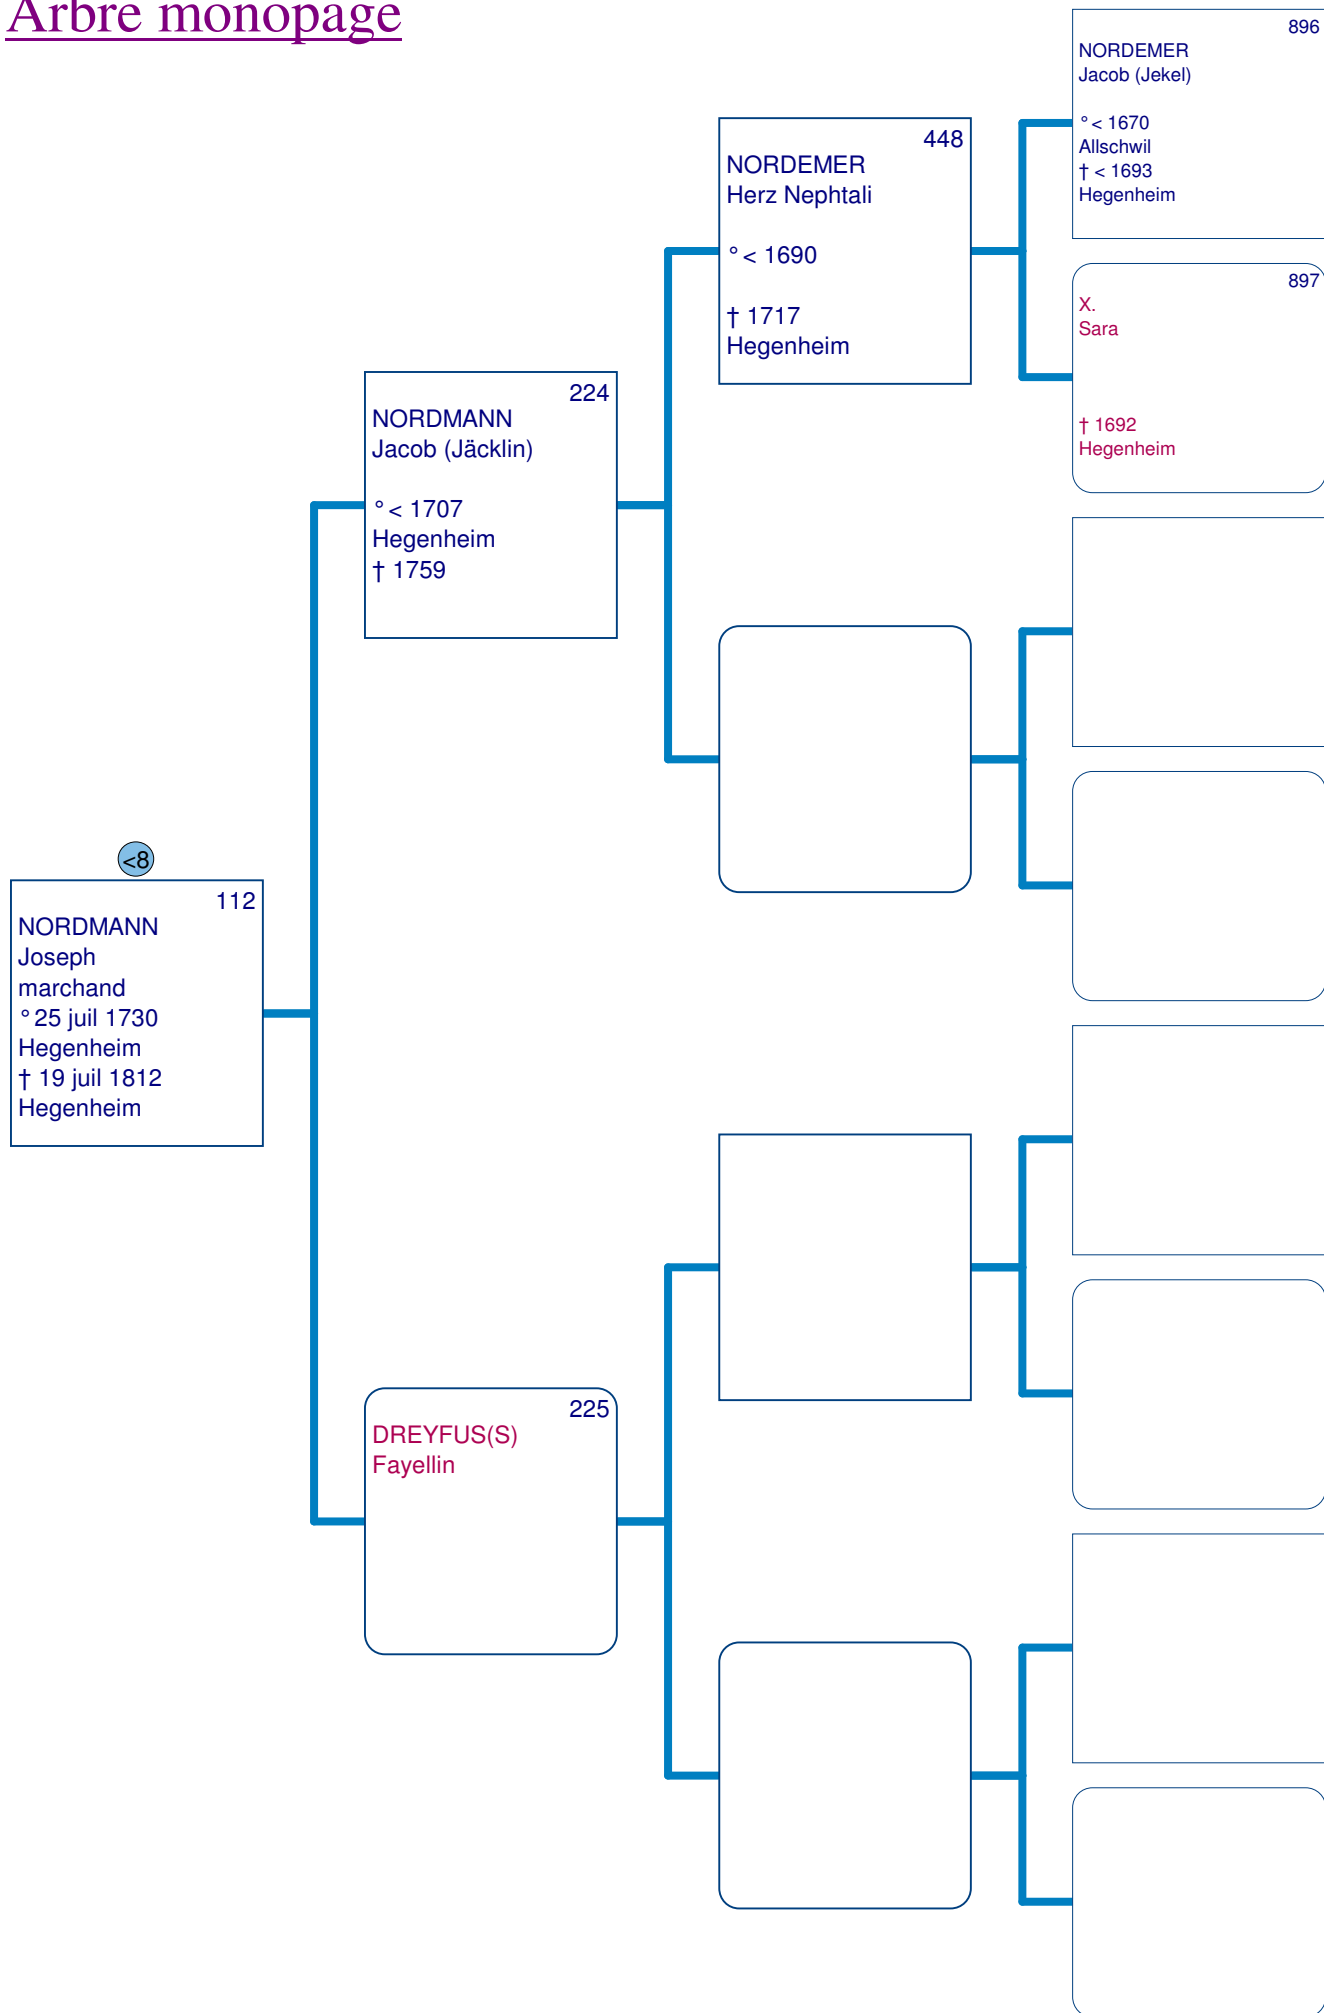 Arbre monopage
896
NORDEMER
Jacob (Jekel)
° < 1670
Allschwil
† < 1693
Hegenheim
448
NORDEMER
Herz Nephtali
° < 1690
† 1717
Hegenheim
897
X.
Sara
† 1692
Hegenheim
224
NORDMANN
Jacob (Jäcklin)
° < 1707
Hegenheim
† 1759
<8
112
NORDMANN
Joseph
marchand
° 25 juil 1730
Hegenheim
† 19 juil 1812
Hegenheim
225
DREYFUS(S)
Fayellin